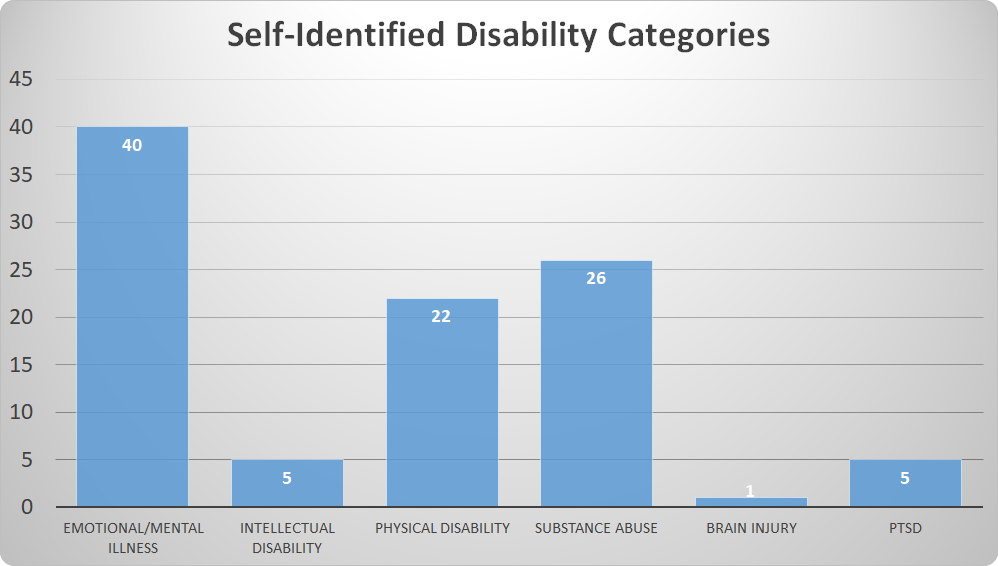 Self-Identified Disability Categories
45
40
35
30
25
20
15
10
5
0
40
5
22
26
1
5
EMOTIONAL/MENTAL
ILLNESS
INTELLECTUAL
DISABILITY
PHYSICAL DISABILITY
SUBSTANCE ABUSE
BRAIN INJURY
PTSD